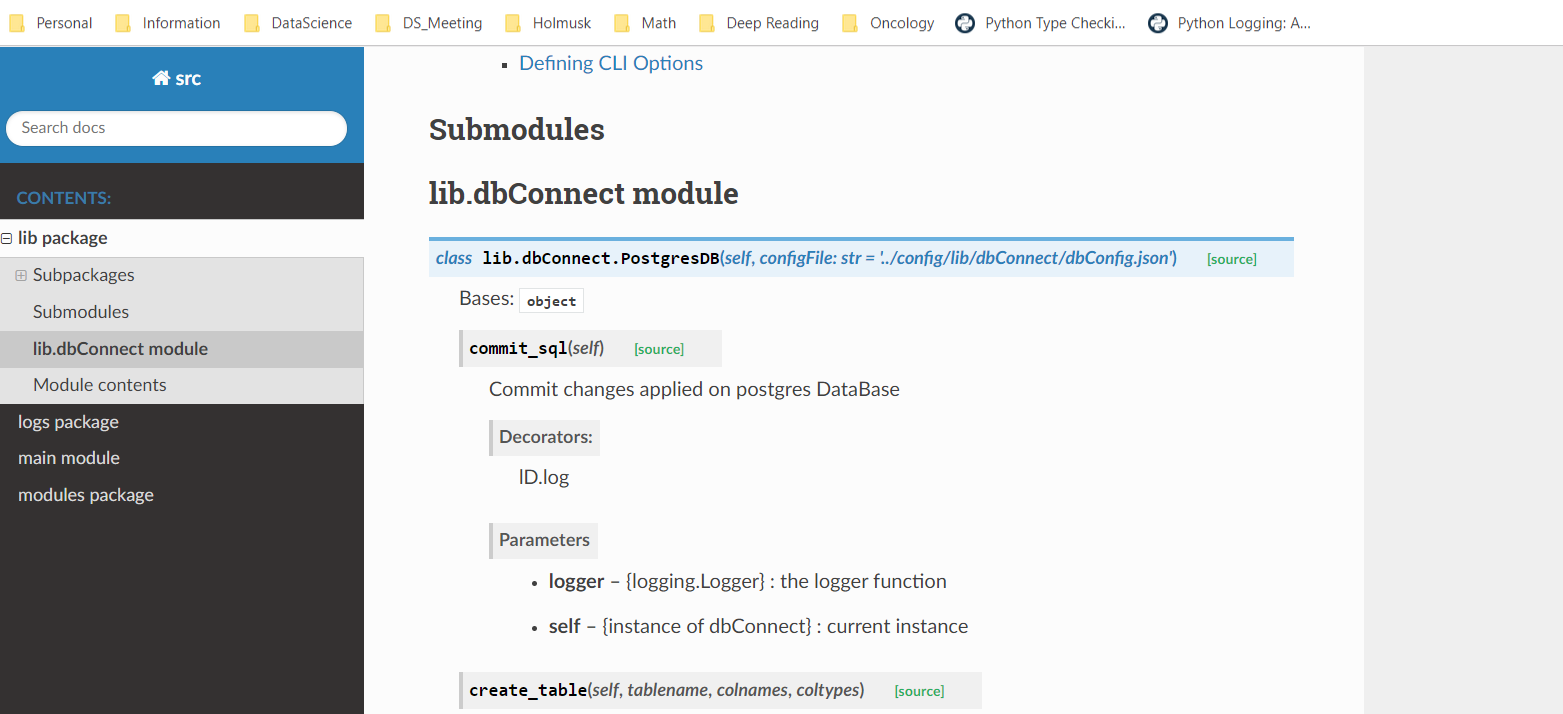 Personal Information DataScience DS_Meeting Holmusk Math Deep Reading Oncology Python Type Checki... Python Logging: A...
src
Search docs
CONTENTS:
lib package
Subpackages
Submodules
lib.dbConnect module
Module contents
logs package
main module
modules package
Defining CLI Options
Submodules
lib.dbConnect module
class lib.dbConnect.PostgresDB(self, configFile: str = '../config/lib/dbConnect/dbConfig.json') [source]
Bases: object
commit_sql(self) [source]
Commit changes applied on postgres DataBase
Decorators:
lD.log
Parameters
logger – {logging.Logger} : the logger function
self – {instance of dbConnect} : current instance
create_table(self, tablename, colnames, coltypes) [source]